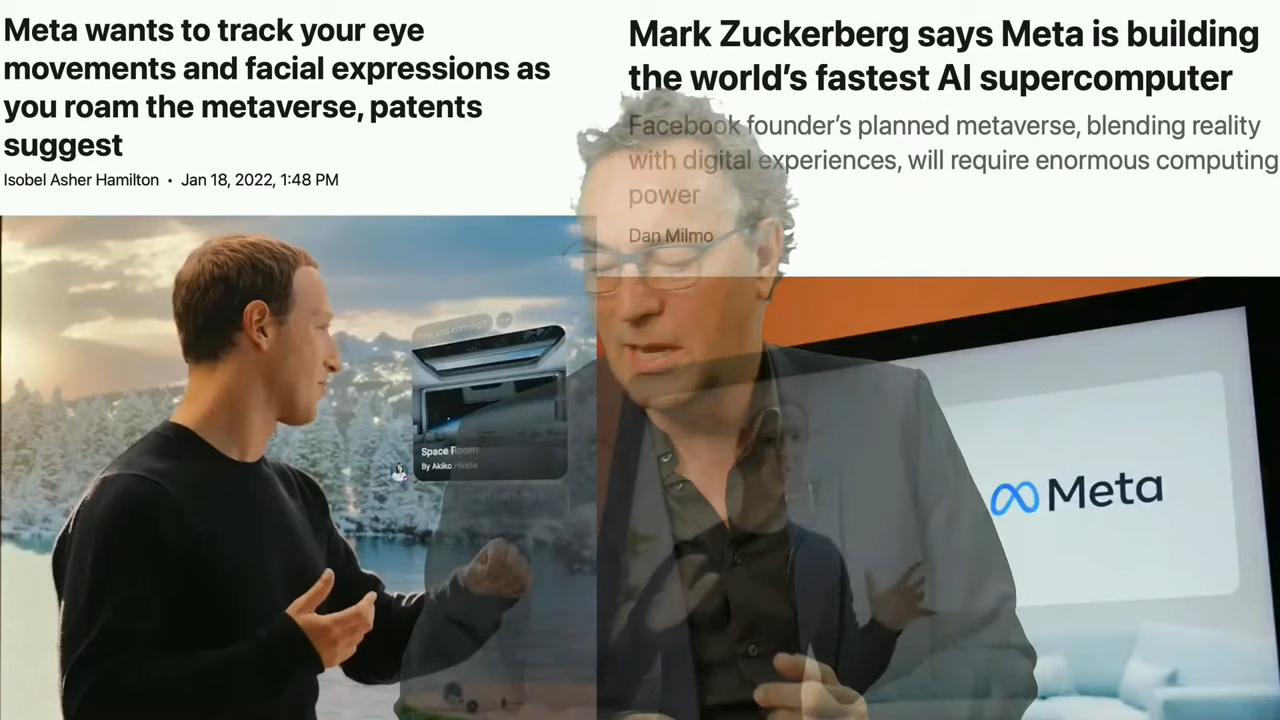 Meta wants to track your eye
movements and facial expressions as
you roam the metaverse, patents
suggest
Isobel Asher Hamilton • Jan 18, 2022, 1:48 PM
Mark Zuckerberg says Meta is building
the world's fastest AI supercomputer
Facebook founder's planned metaverse, blending reality
with digital experiences, will require enormous computing
power
Dan Milmo
Space Room
By Akiko
Meta